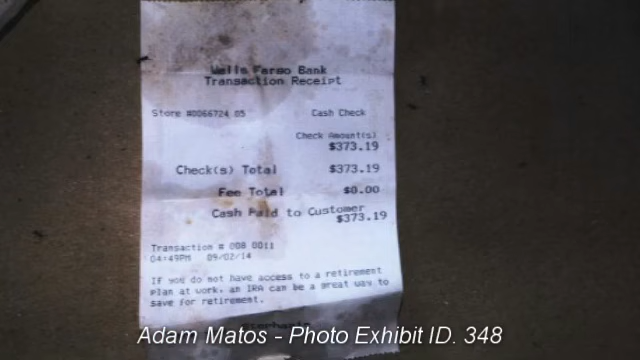 Wells Fargo Bank
Transaction Receipt
Store #0066724 05 Cash Check
Check Amount(s)
$373.19
Check(s) Total $373.19
Fee Total $0.00
Cash Paid to Customer
$373.19
Transaction # 008 0011
04:49PM 09/02/14
If you do not have access to a retirement
plan at work, an IRA can be a great way to
save for retirement.
Adam Matos - Photo Exhibit ID. 348